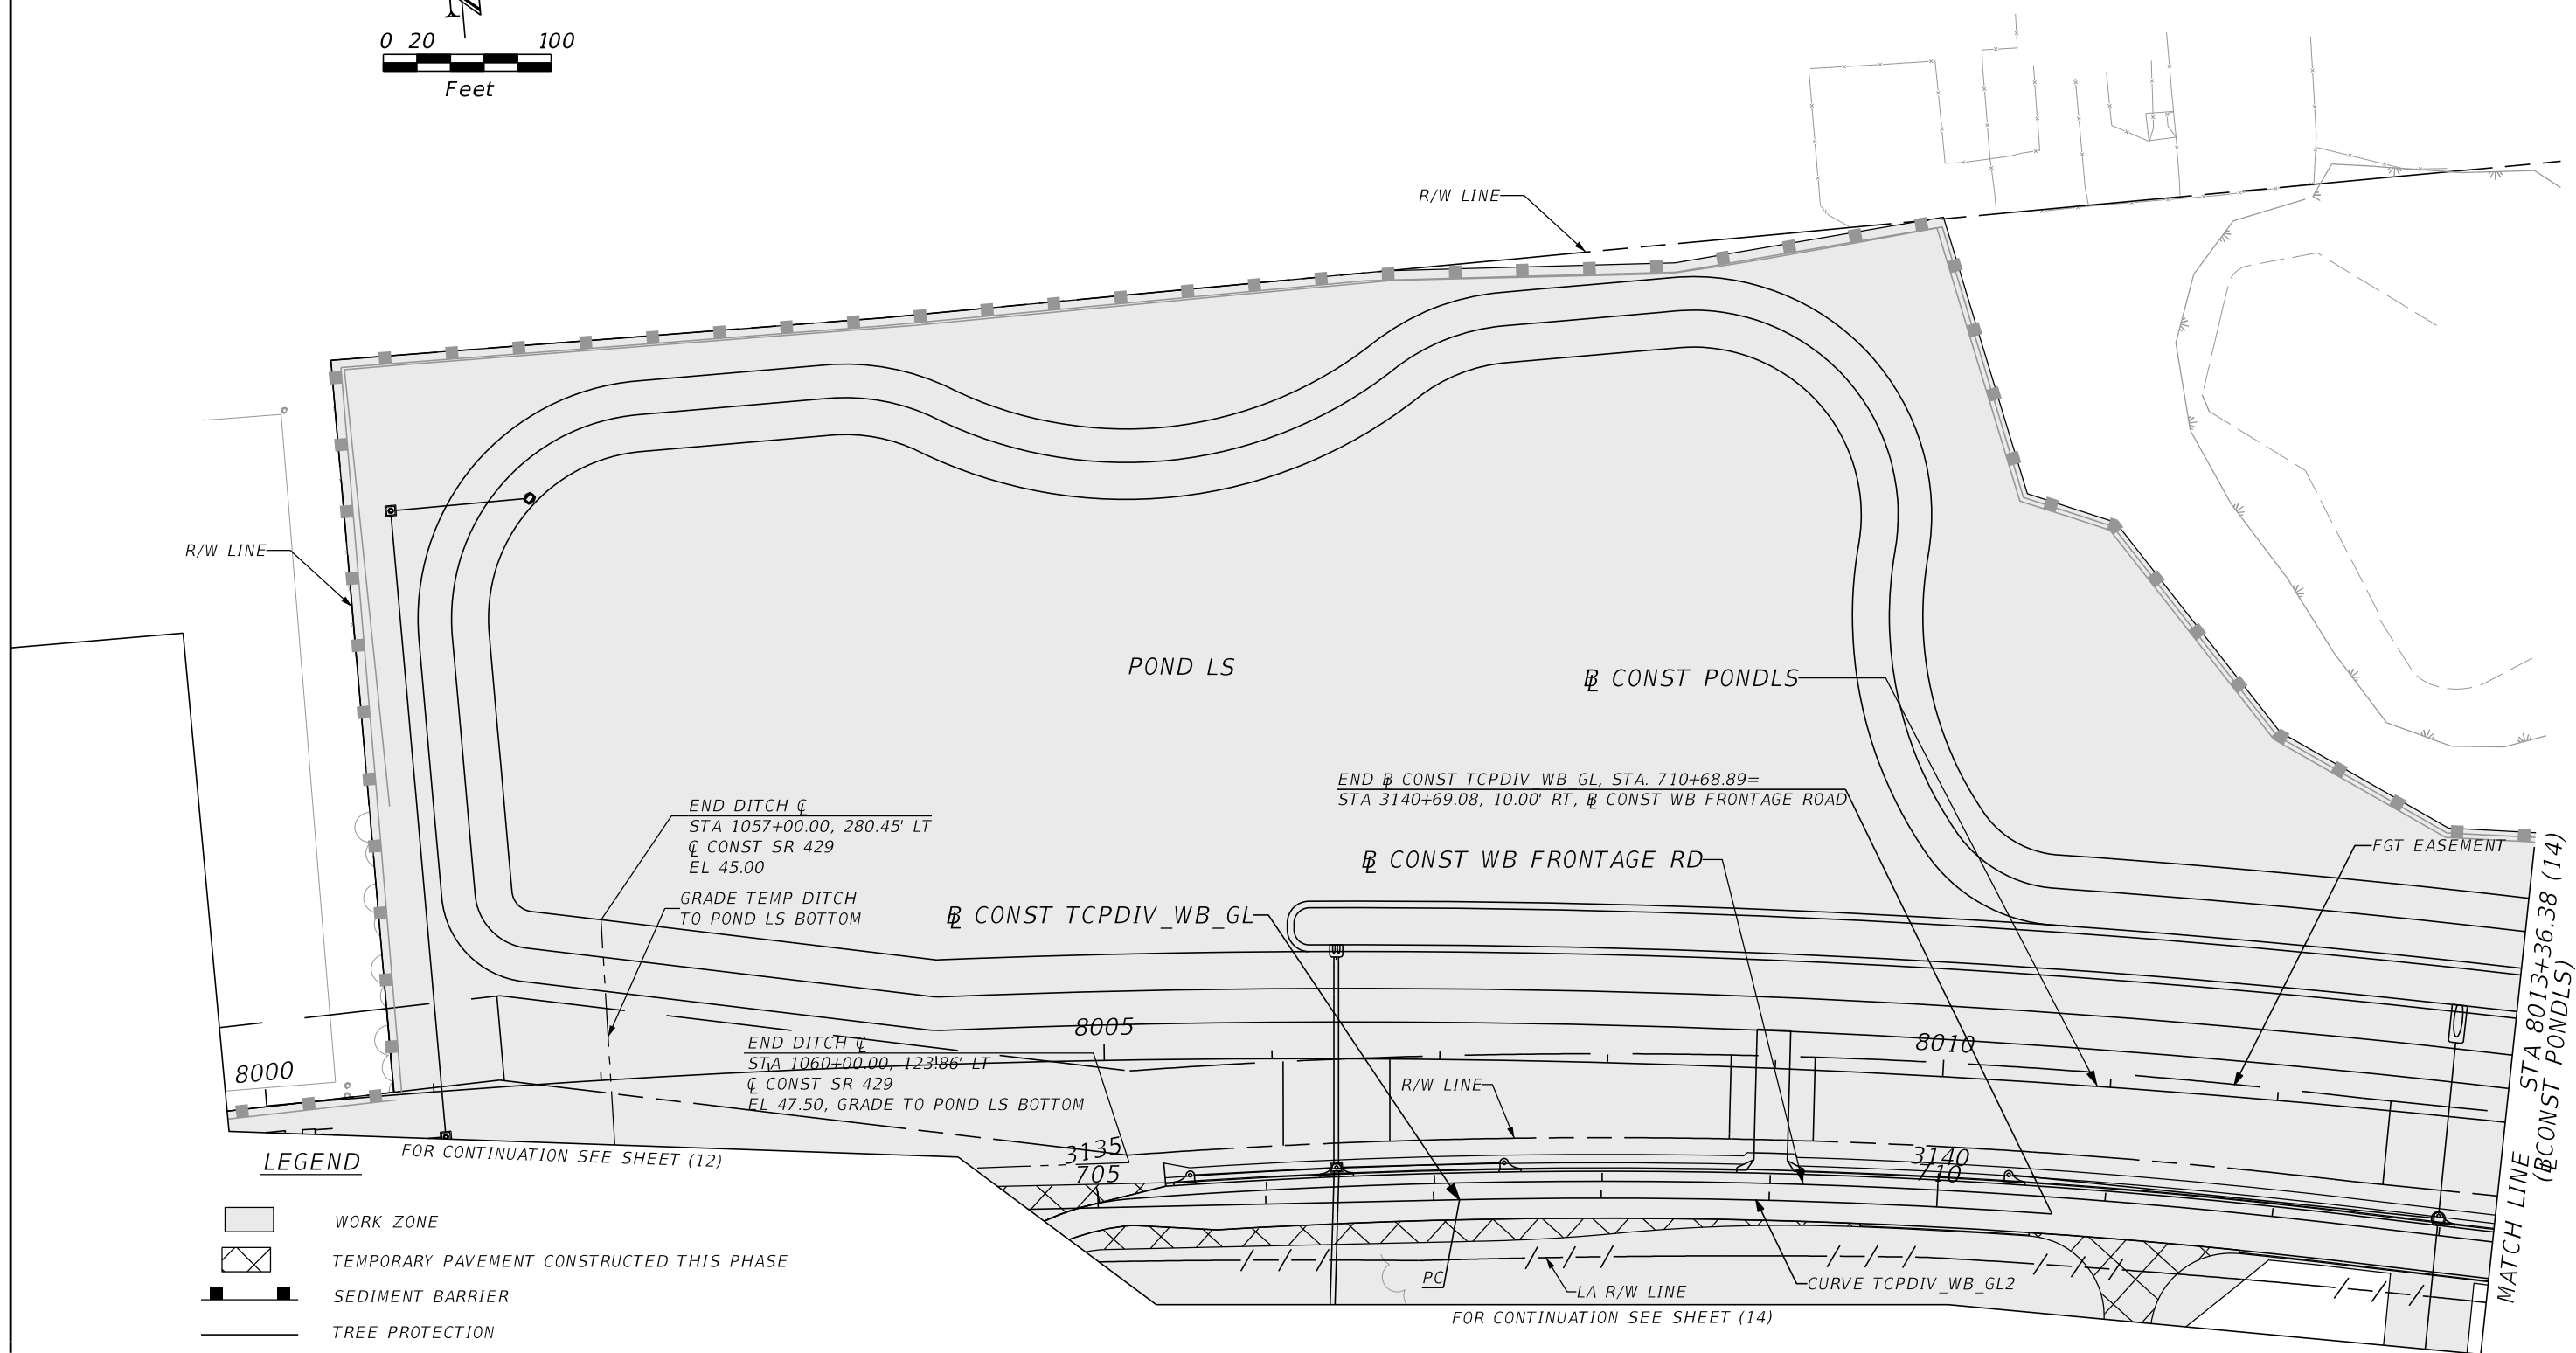 0 20 100
Feet
R/W LINE
R/W LINE
POND LS
℄ CONST PONDLS
END ℄ CONST TCPDIV_WB_GL, STA. 710+68.89=
STA 3140+69.08, 10.00' RT, ℄ CONST WB FRONTAGE ROAD
END DITCH ℄
STA 1057+00.00, 280.45' LT
℄ CONST SR 429
EL 45.00
GRADE TEMP DITCH
TO POND LS BOTTOM
℄ CONST WB FRONTAGE RD
FGT EASEMENT
℄ CONST TCPDIV_WB_GL
8000
8005
8010
END DITCH ℄
STA 1060+00.00, 123.86' LT
℄ CONST SR 429
EL 47.50, GRADE TO POND LS BOTTOM
R/W LINE
3135
705
3140
710
FOR CONTINUATION SEE SHEET (12)
PC
LA R/W LINE
CURVE TCPDIV_WB_GL2
FOR CONTINUATION SEE SHEET (14)
MATCH LINE STA 8013+36.38 (14)
(℄ CONST PONDLS)
LEGEND
WORK ZONE
TEMPORARY PAVEMENT CONSTRUCTED THIS PHASE
SEDIMENT BARRIER
TREE PROTECTION